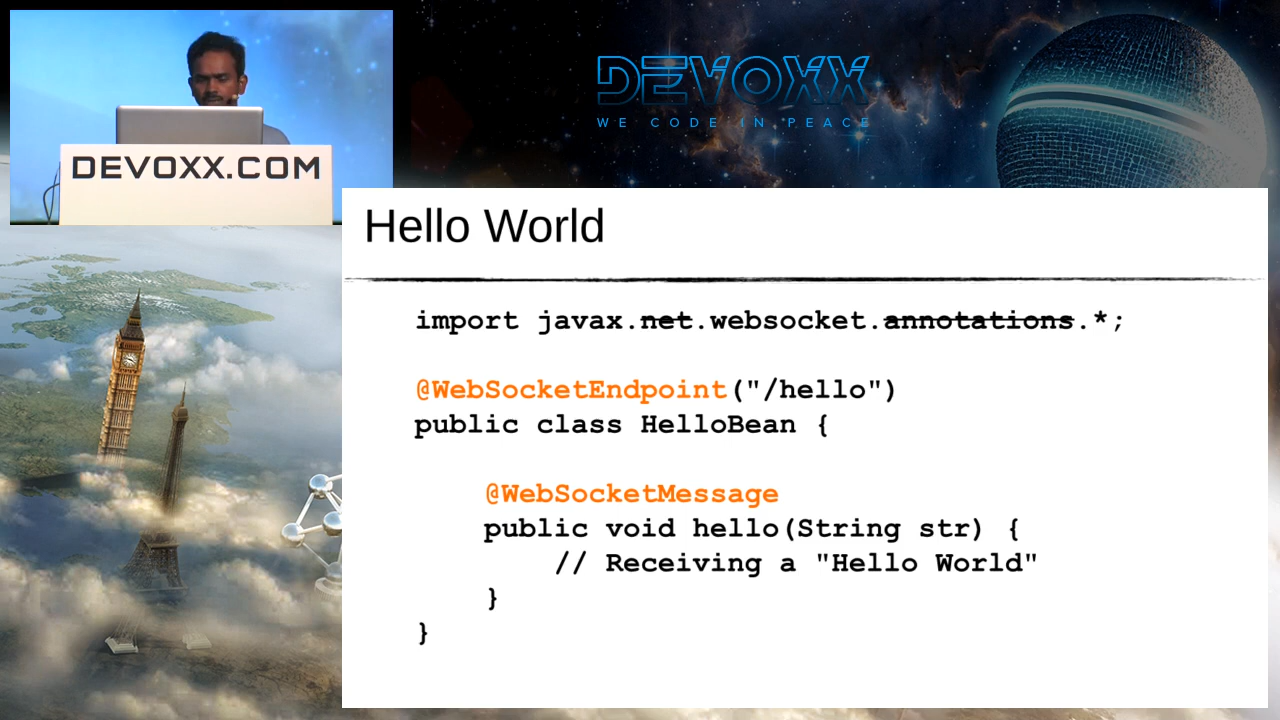 DEVOXX
WE CODE IN PEACE
DEVOXX.COM
Hello World
import javax.net.websocket.annotations.*;
@WebSocketEndpoint("/hello")
public class HelloBean {
@WebSocketMessage
public void hello(String str) {
// Receiving a "Hello World"
}
}